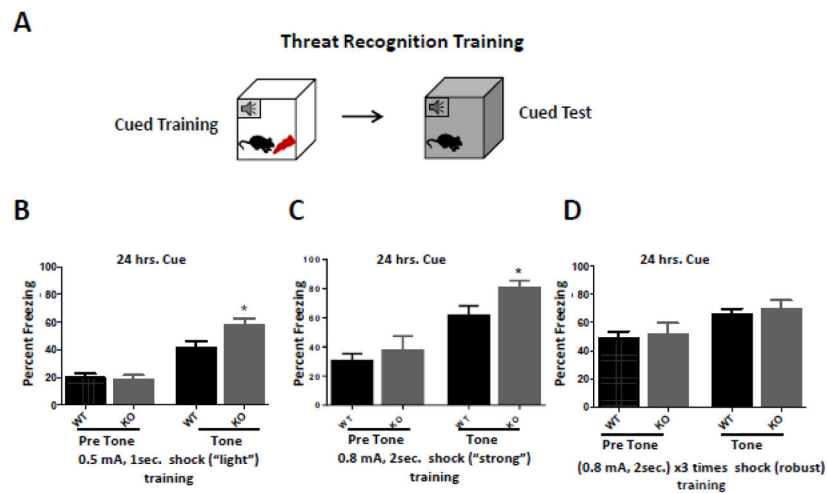 A
Threat Recognition Training
Cued Training
Cued Test
B
24 hrs. Cue
Percent Freezing
100
80
60
40
20
0
*
WT
KO
WT
KO
Pre Tone
Tone
0.5 mA, 1sec. shock ("light")
training
C
24 hrs. Cue
Percent Freezing
100
80
60
40
20
0
*
WT
KO
WT
KO
Pre Tone
Tone
0.8 mA, 2sec. shock ("strong")
training
D
24 hrs. Cue
Percent Freezing
100
80
60
40
20
0
WT
KO
WT
KO
Pre Tone
Tone
(0.8 mA, 2sec.) x3 times shock (robust)
training